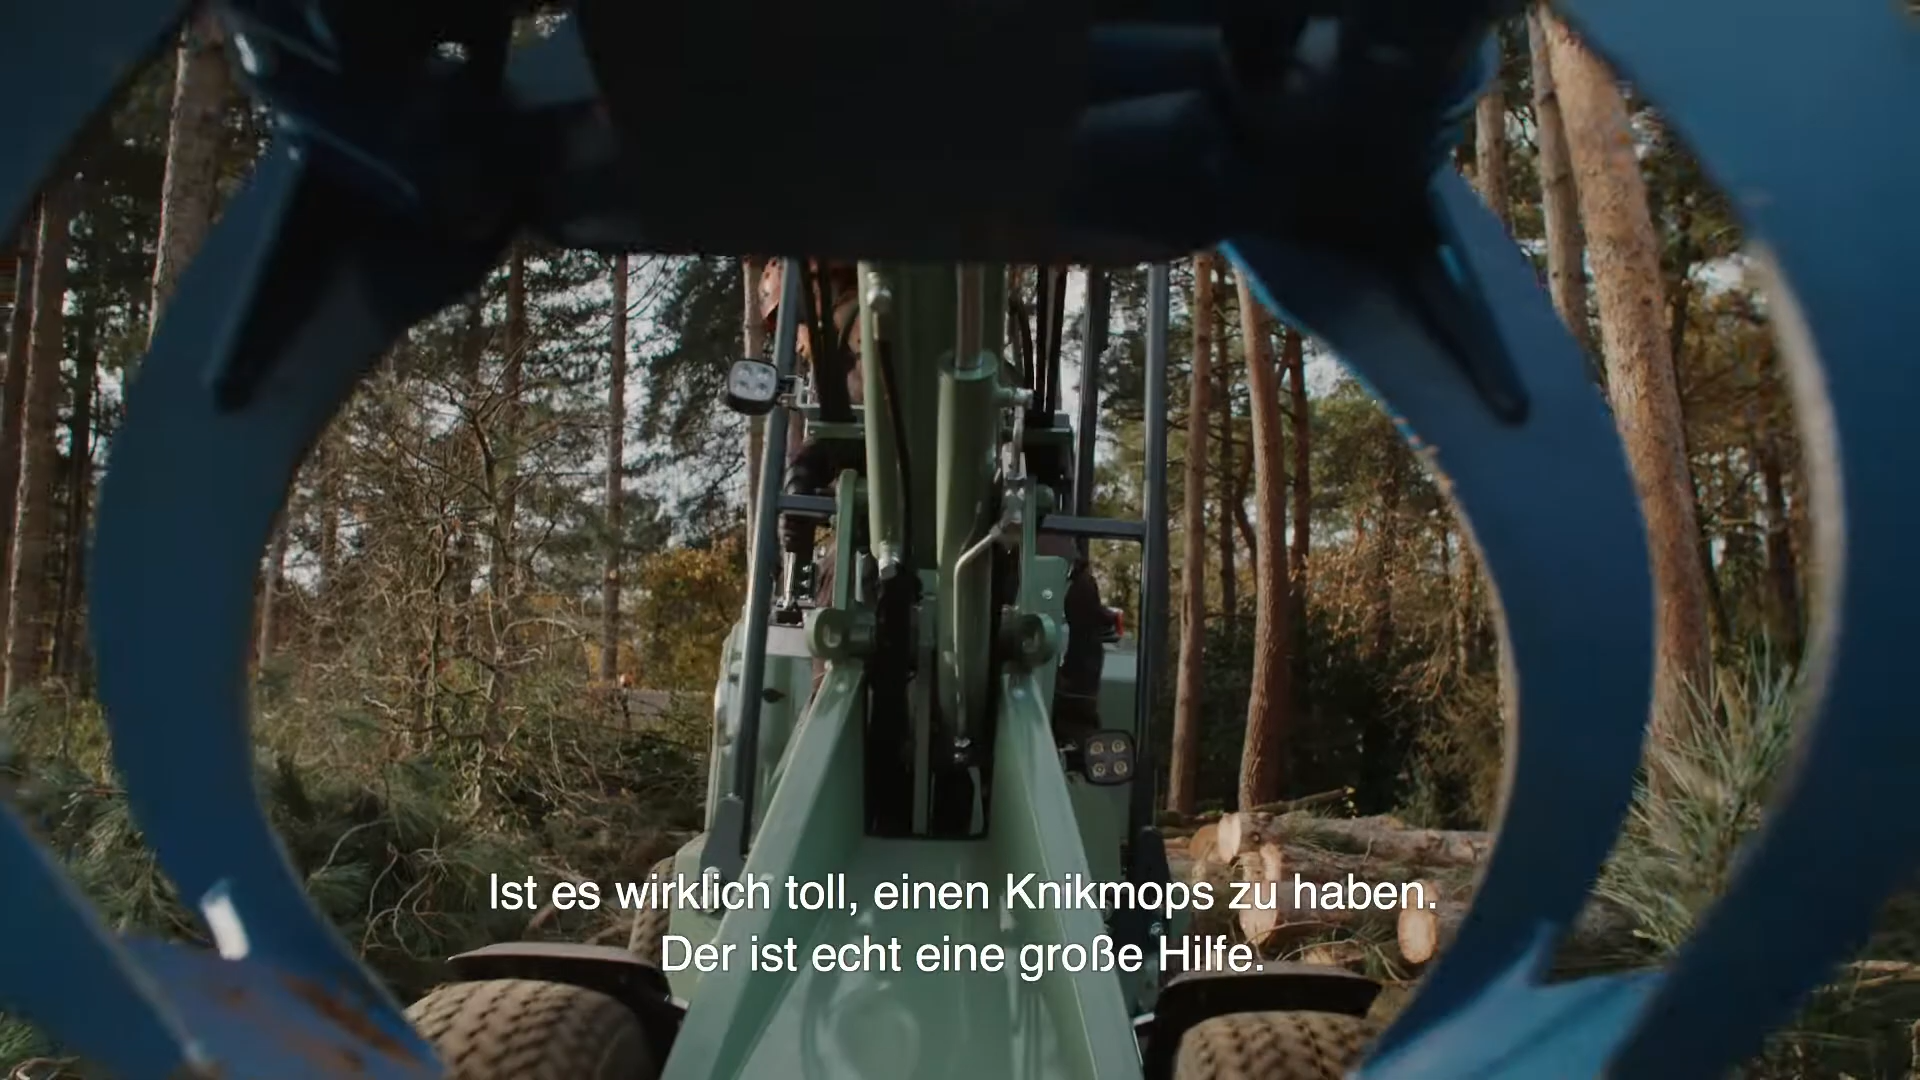 Ist es wirklich toll, einen Knikmops zu haben.
Der ist echt eine große Hilfe.